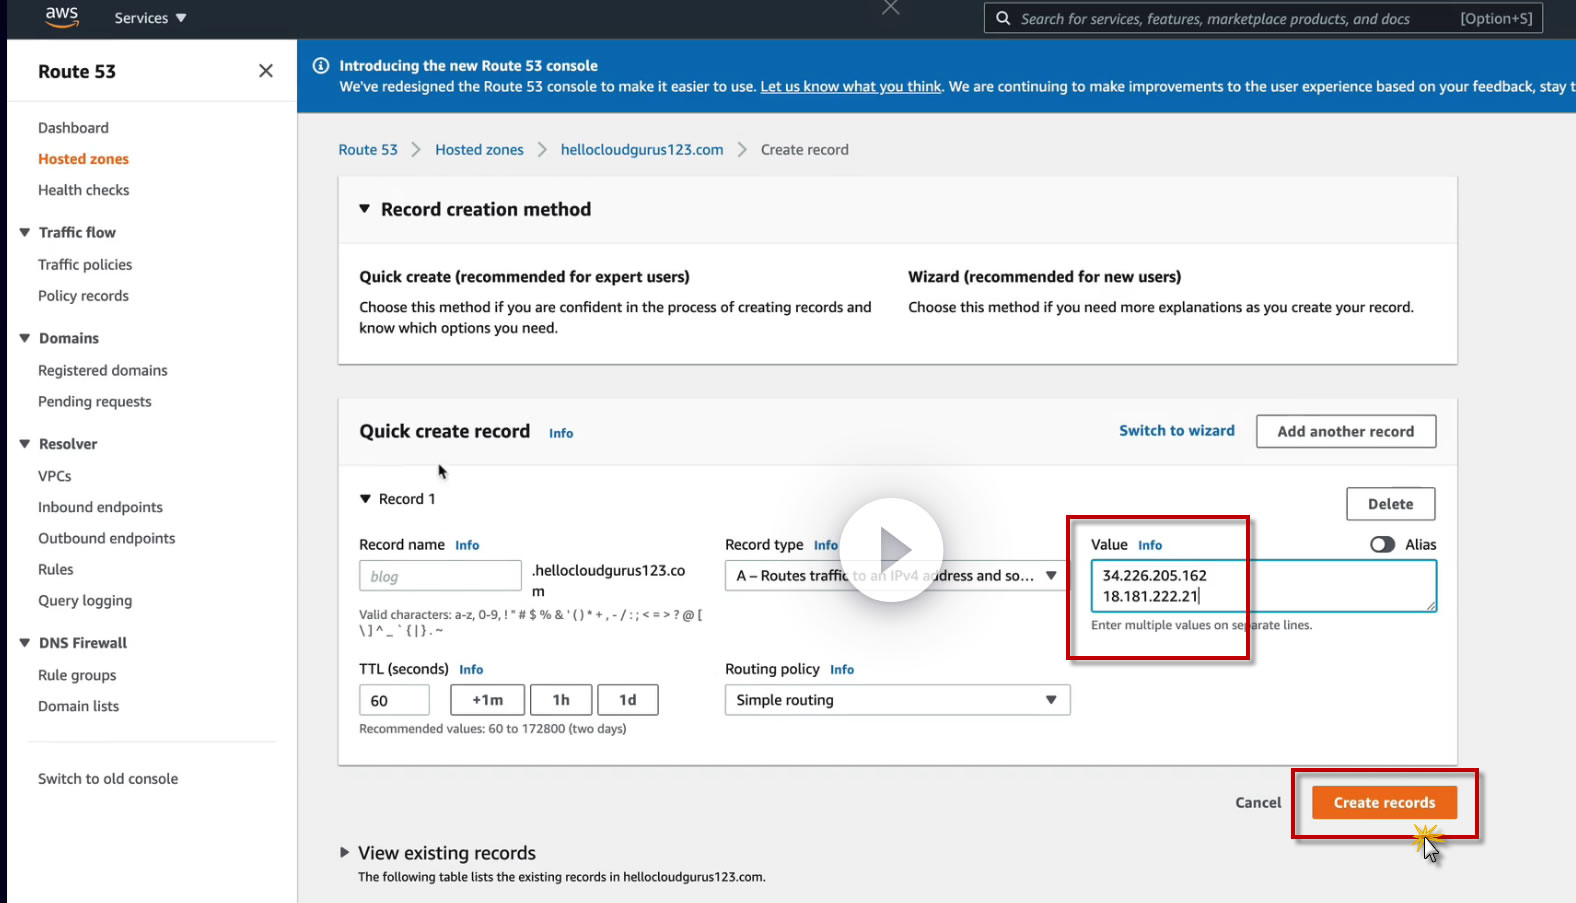 aws
Services
Search for services, features, marketplace products, and docs
[Option+S]
Route 53
Dashboard
Hosted zones
Health checks
Traffic flow
Traffic policies
Policy records
Domains
Registered domains
Pending requests
Resolver
VPCs
Inbound endpoints
Outbound endpoints
Rules
Query logging
DNS Firewall
Rule groups
Domain lists
Switch to old console
Introducing the new Route 53 console
We've redesigned the Route 53 console to make it easier to use. Let us know what you think. We are continuing to make improvements to the user experience based on your feedback, stay t
Route 53 > Hosted zones > hellocloudgurus123.com > Create record
Record creation method
Quick create (recommended for expert users)
Choose this method if you are confident in the process of creating records and
know which options you need.
Wizard (recommended for new users)
Choose this method if you need more explanations as you create your record.
Quick create record Info
Switch to wizard
Add another record
Record 1
Delete
Record name Info
blog
.hellocloudgurus123.co
m
Valid characters: a-z, 0-9, ! " # $ % & ' ( ) * + , - / : ; < = > ? @ [
\ ] ^ _ ` { | } . ~
Record type Info
A – Routes traffic to an IPv4 address and so...
Value Info
Alias
34.226.205.162
18.181.222.21
Enter multiple values on separate lines.
TTL (seconds) Info
60
+1m
1h
1d
Recommended values: 60 to 172800 (two days)
Routing policy Info
Simple routing
Cancel
Create records
View existing records
The following table lists the existing records in hellocloudgurus123.com.